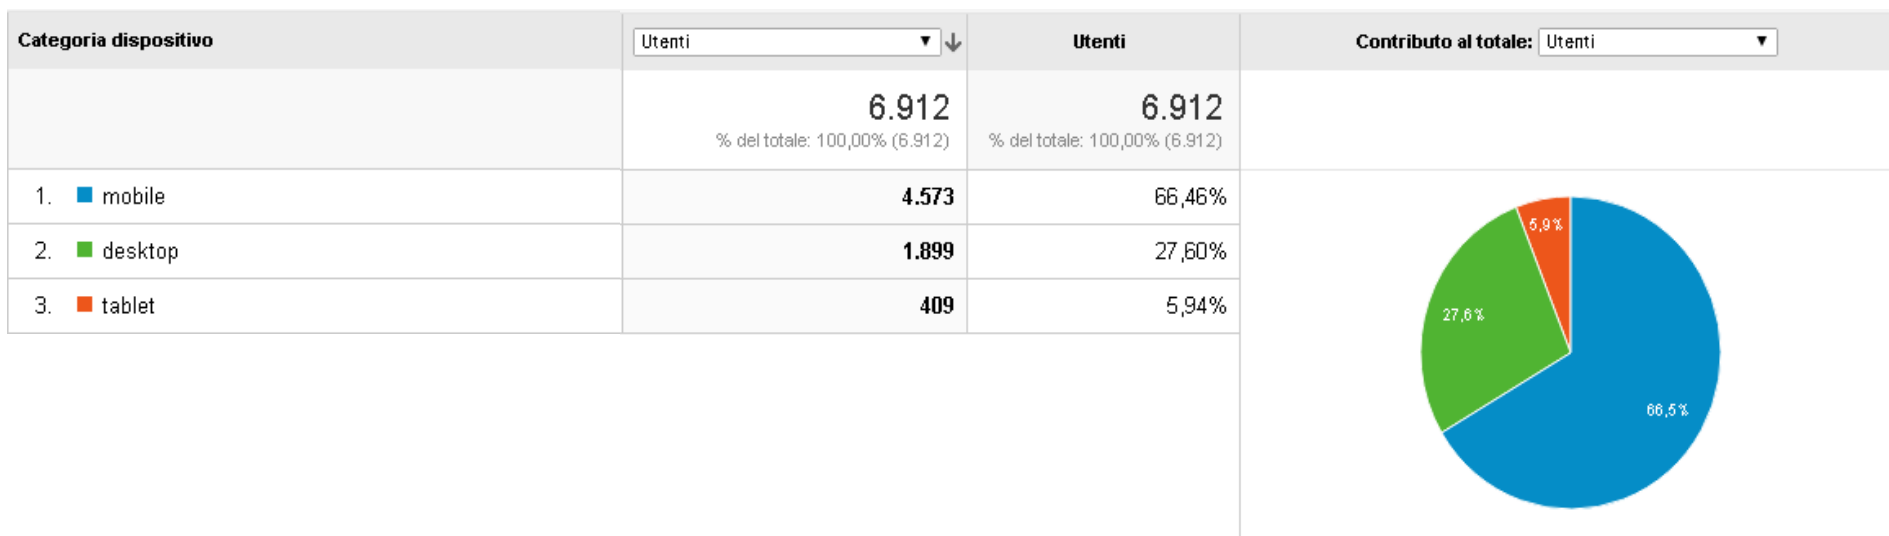 Categoria dispositivo Utenti Utenti Contributo al totale: Utenti
6.912 6.912
% del totale: 100,00% (6.912) % del totale: 100,00% (6.912)
1. mobile 4.573 66,46%
2. desktop 1.899 27,60%
3. tablet 409 5,94%
5,9%
27,6%
66,5%